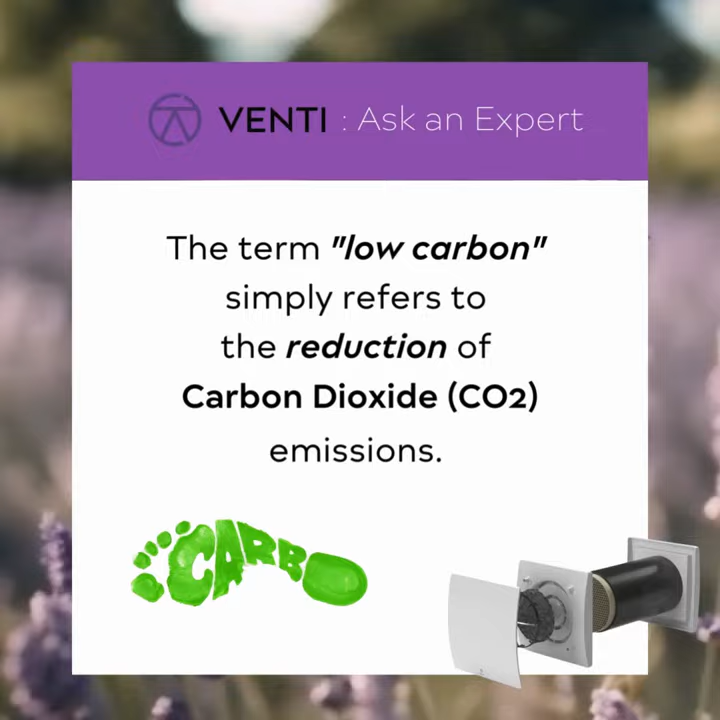 VENTI : Ask an Expert
The term "low carbon"
simply refers to
the reduction of
Carbon Dioxide (CO2)
emissions.
CARBO